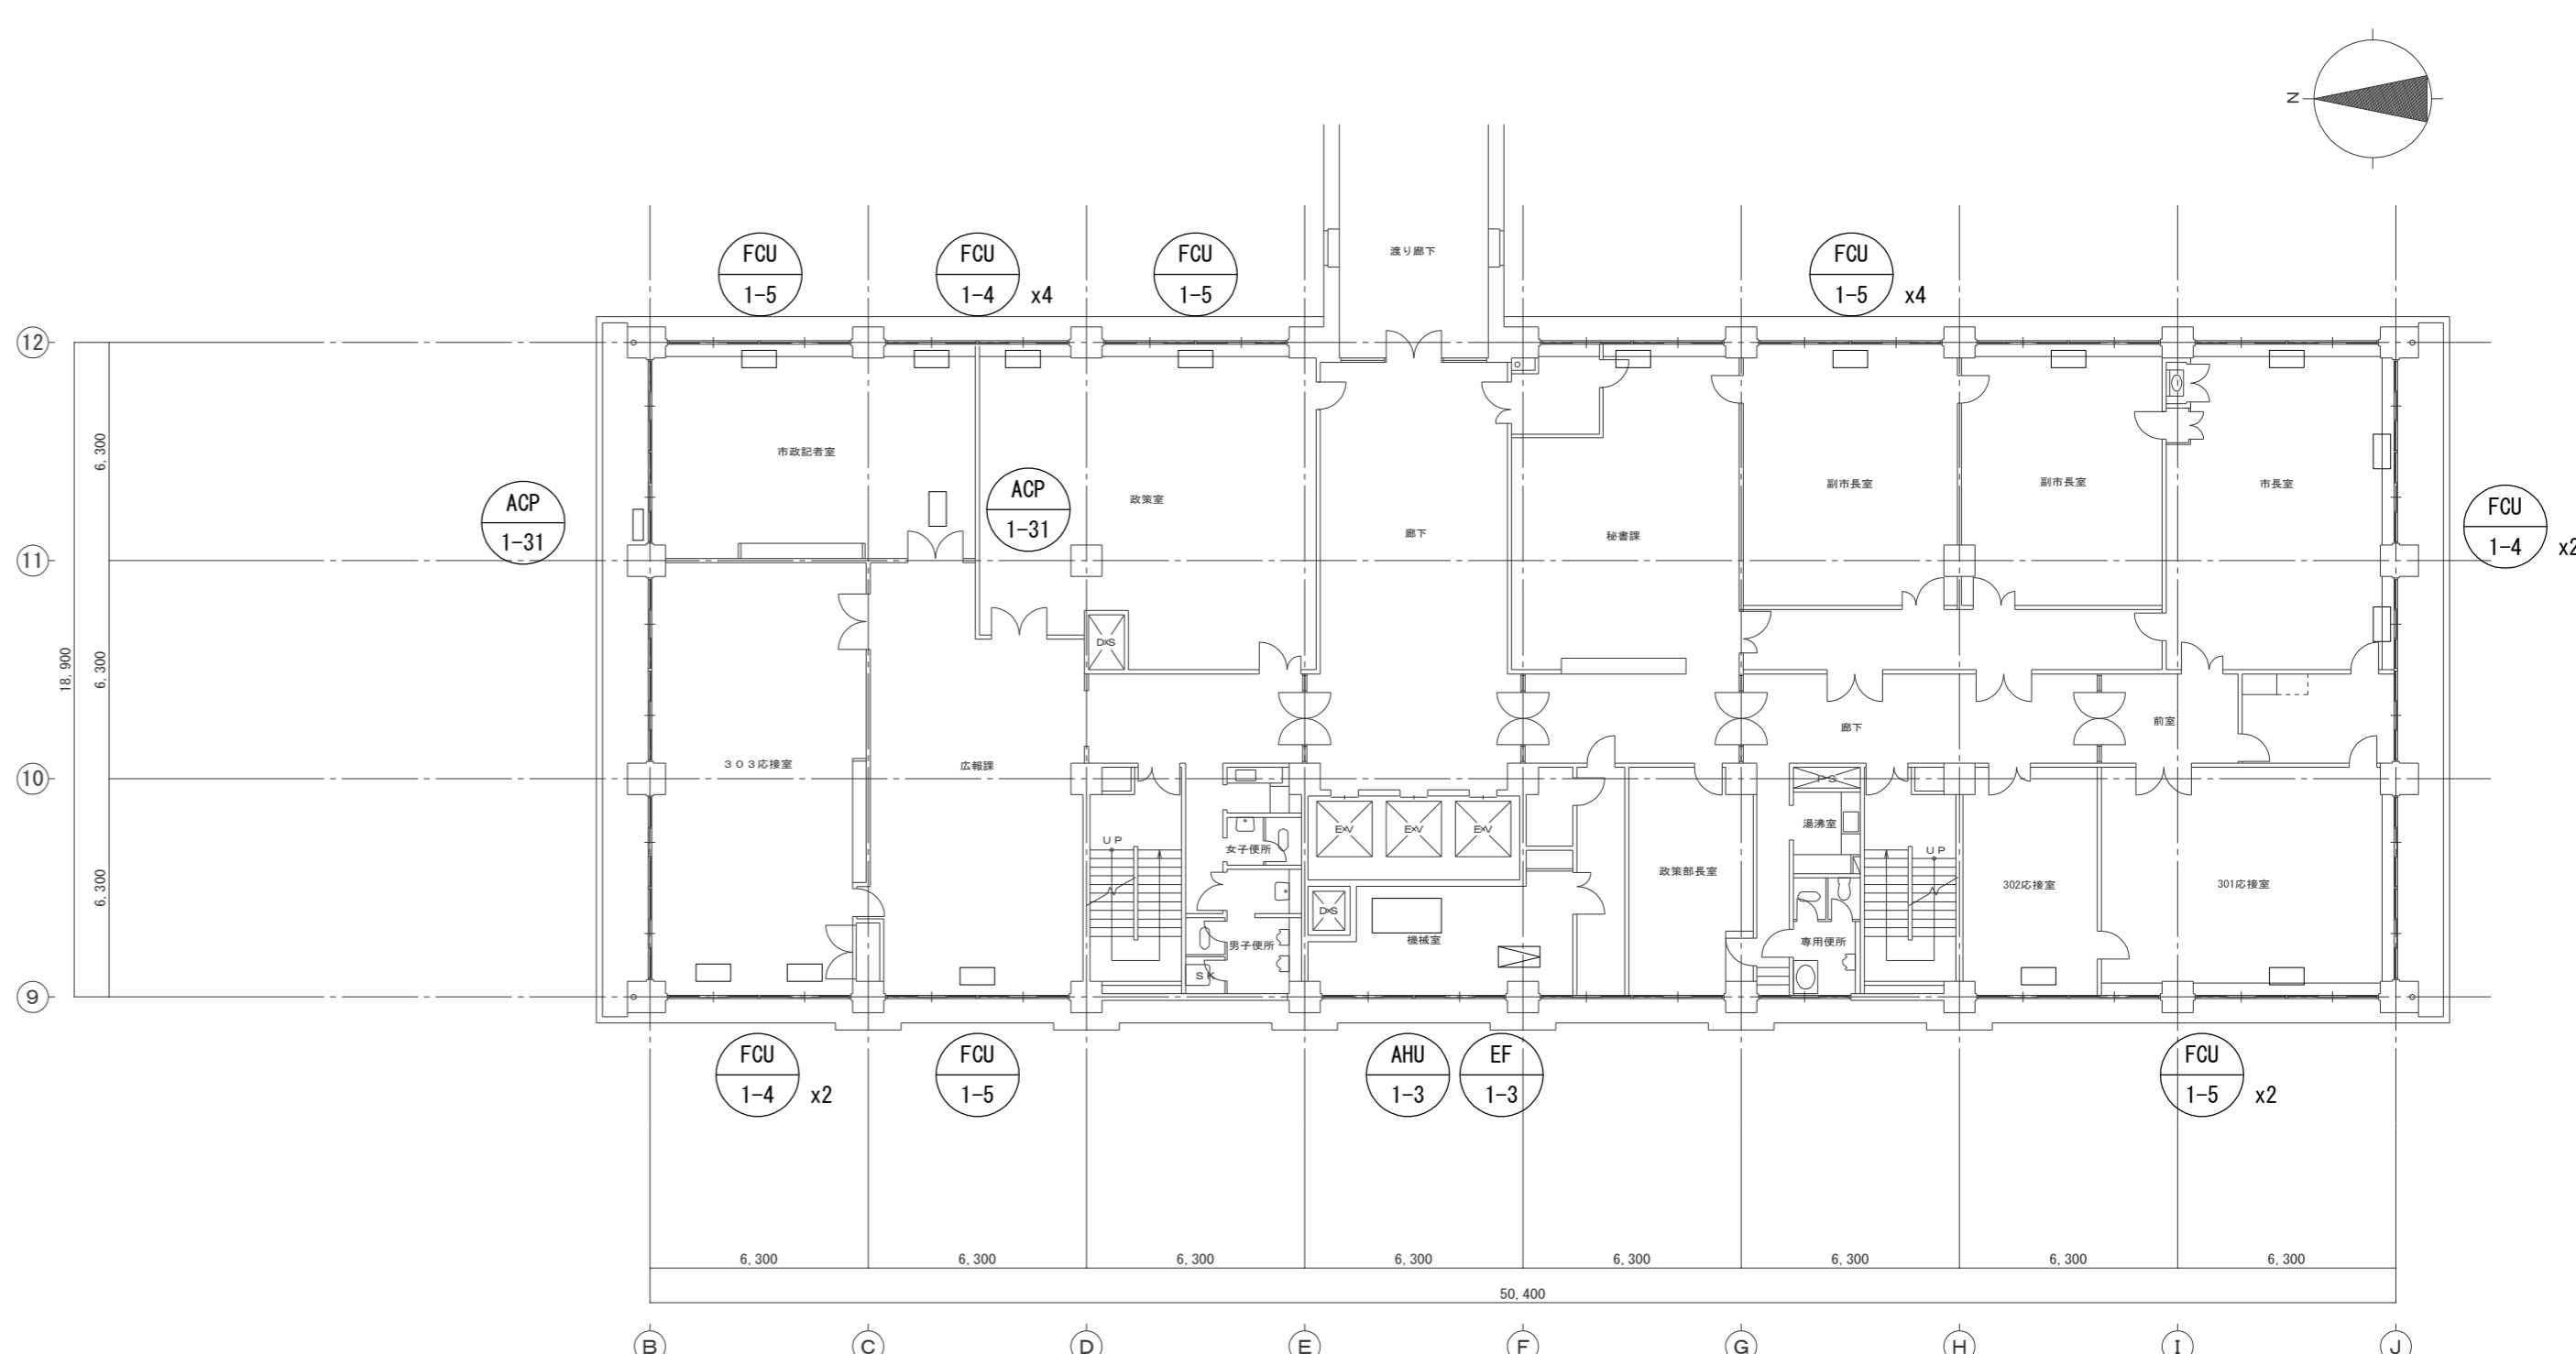 Z
渡り廊下
FCU
1-5
FCU
1-4 x4
FCU
1-5
FCU
1-5 x4
12
市政記者室
ACP
1-31
ACP
1-31
政策室
廊下
秘書課
副市長室
副市長室
市長室
FCU
1-4 x2
11
6,300
6,300
6,300
18,900
DS
廊下
前室
10
303応接室
広報課
UP
女子便所
男子便所
SK
EV
EV
EV
DS
機械室
政策部長室
PS
湯沸室
専用便所
UP
302応接室
301応接室
9
FCU
1-4 x2
FCU
1-5
AHU
1-3
EF
1-3
FCU
1-5 x2
6,300
6,300
6,300
6,300
6,300
6,300
6,300
6,300
50,400
B
C
D
E
F
G
H
I
J